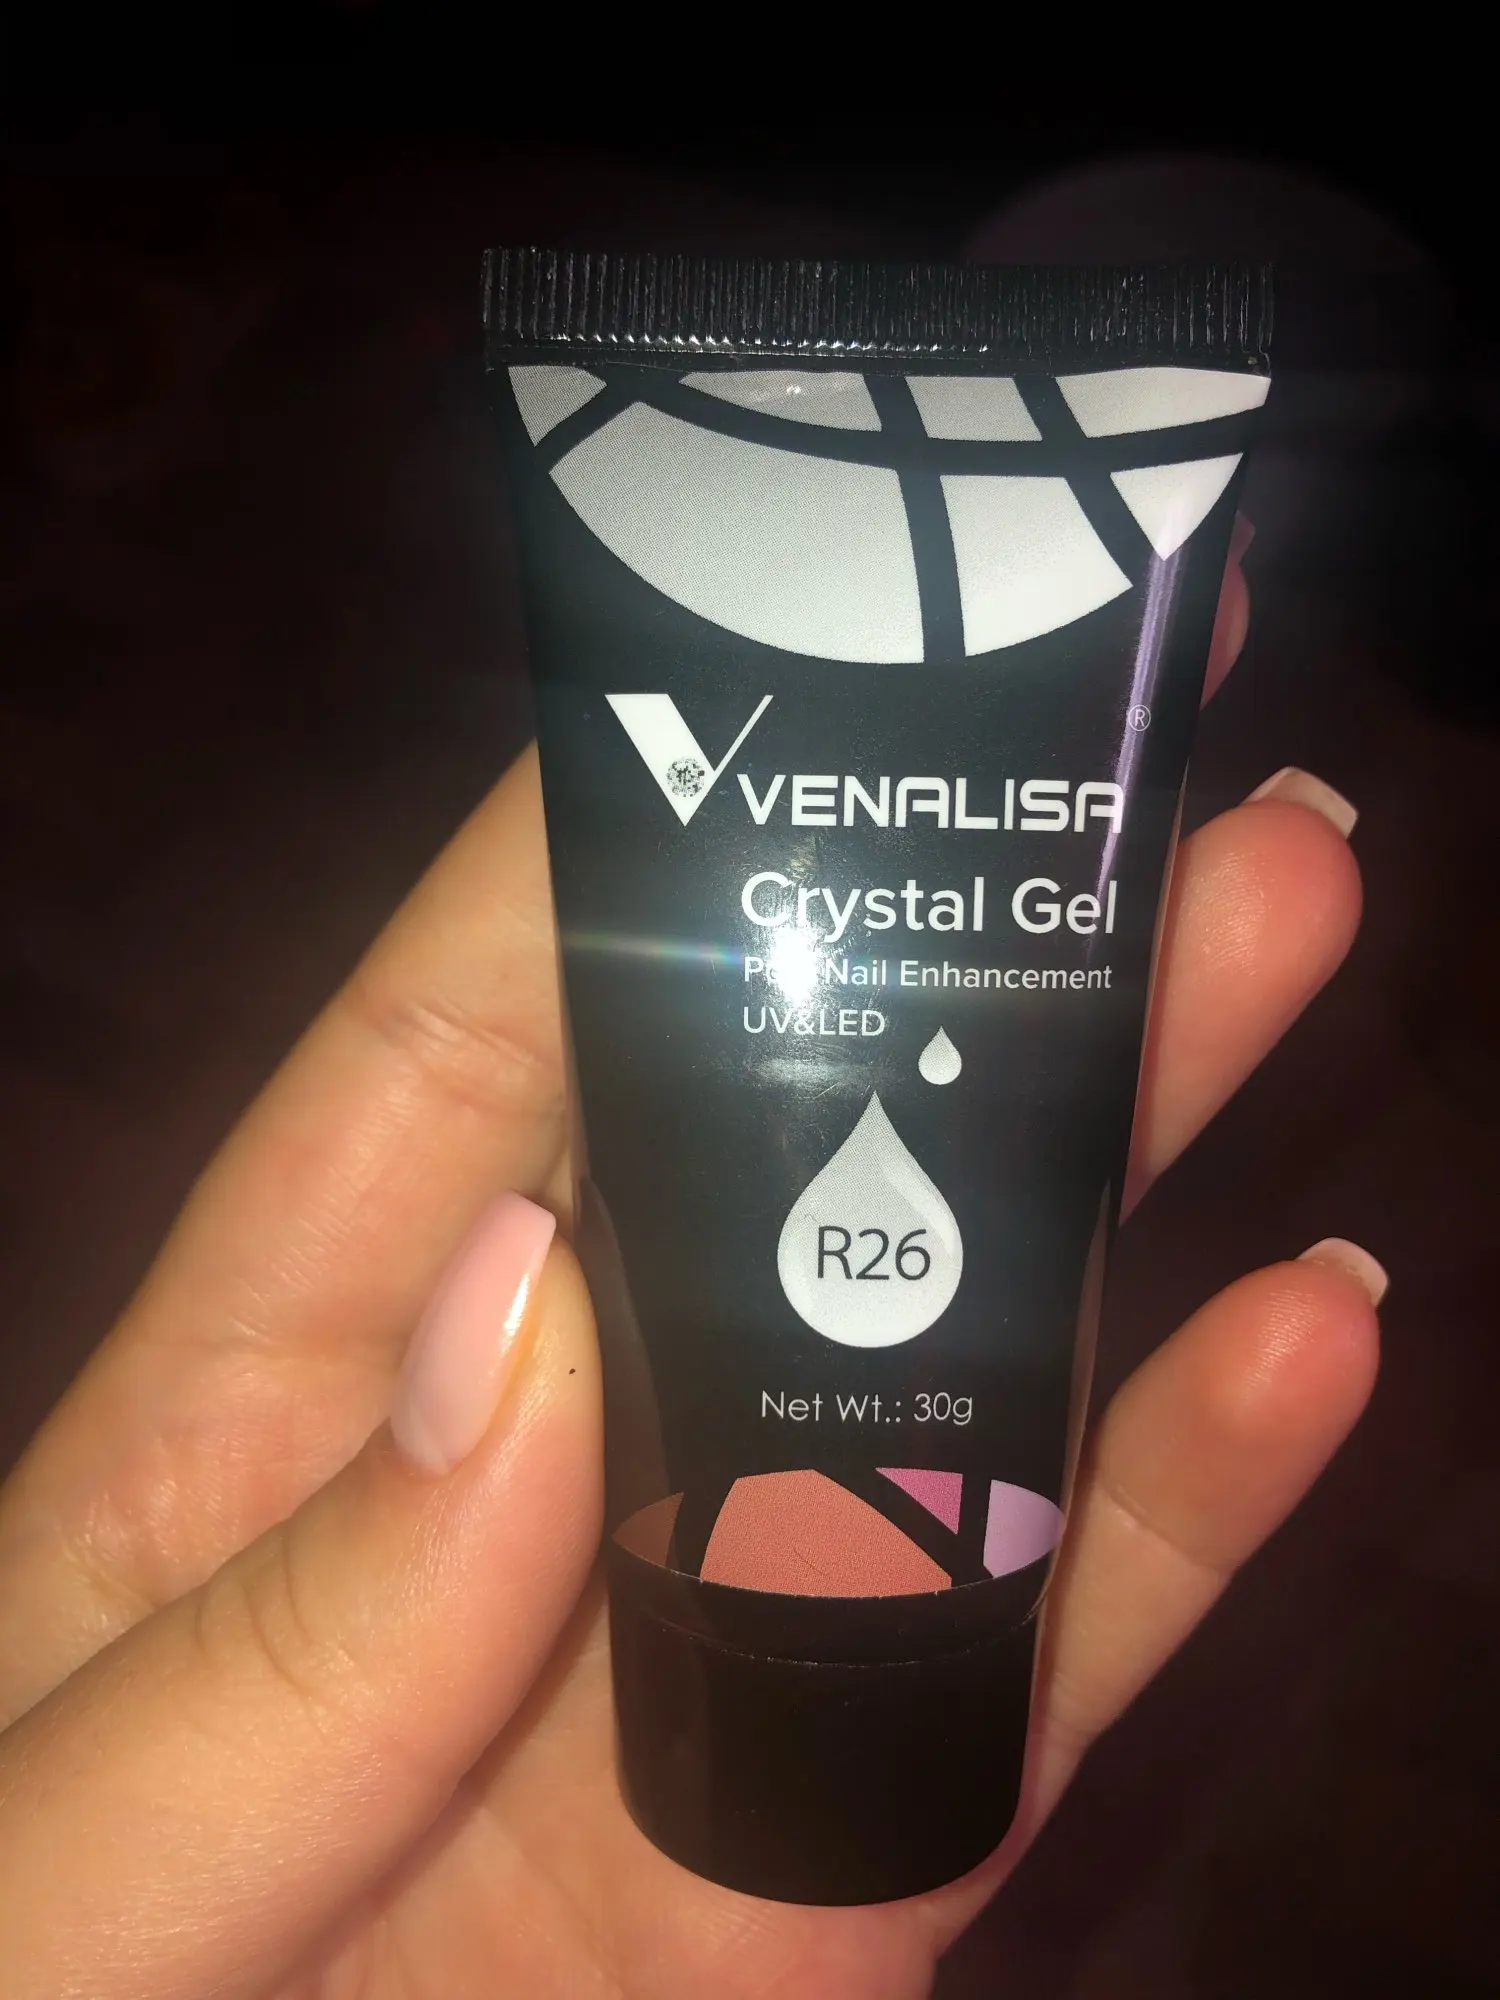 ®
VENALISA
Crystal Gel
Nail Enhancement
UV&LED
R26
Net Wt.: 30g